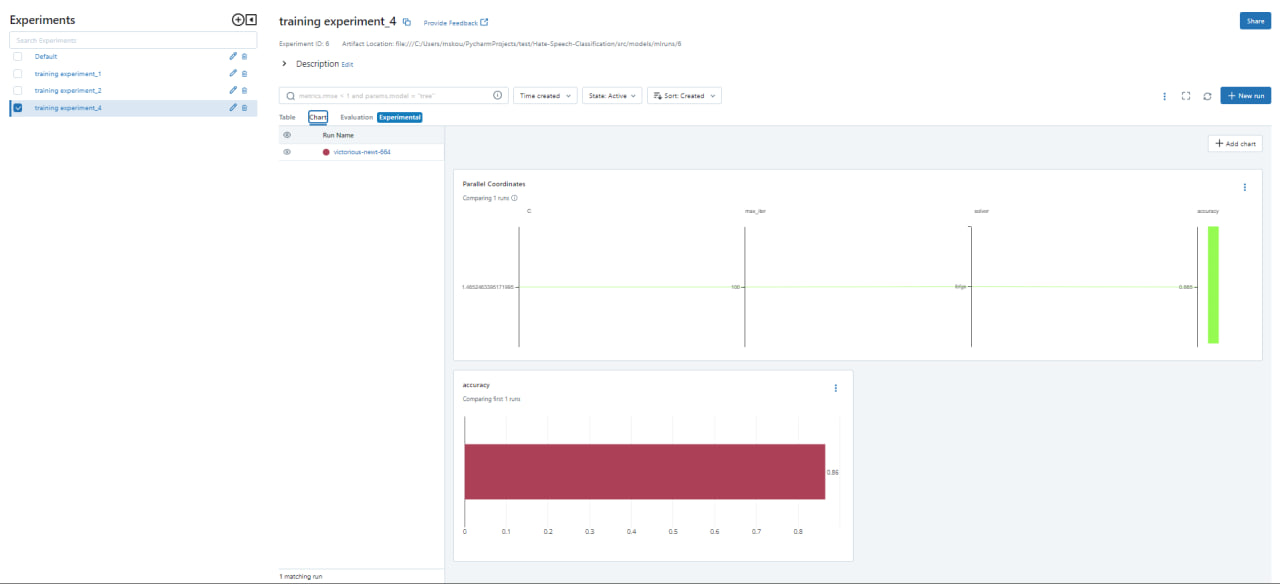 Experiments
Search Experiments
Default
training experiment_1
training experiment_2
training experiment_4
training experiment_4 Provide Feedback
Share
Experiment ID: 6 Artifact Location: file:///C:/Users/mskou/PycharmProjects/test/Hate-Speech-Classification/src/models/mlruns/6
Description Edit
metrics.rmse < 1 and params.model = "tree" Time created State: Active Sort: Created + New run
Table Chart Evaluation Experimental
Run Name
victorious-newt-664
+ Add chart
Parallel Coordinates
Comparing 1 runs
C max_iter solver accuracy
100 lbfgs
accuracy
Comparing first 1 runs
0.86
0 0.1 0.2 0.3 0.4 0.5 0.6 0.7 0.8
1 matching run